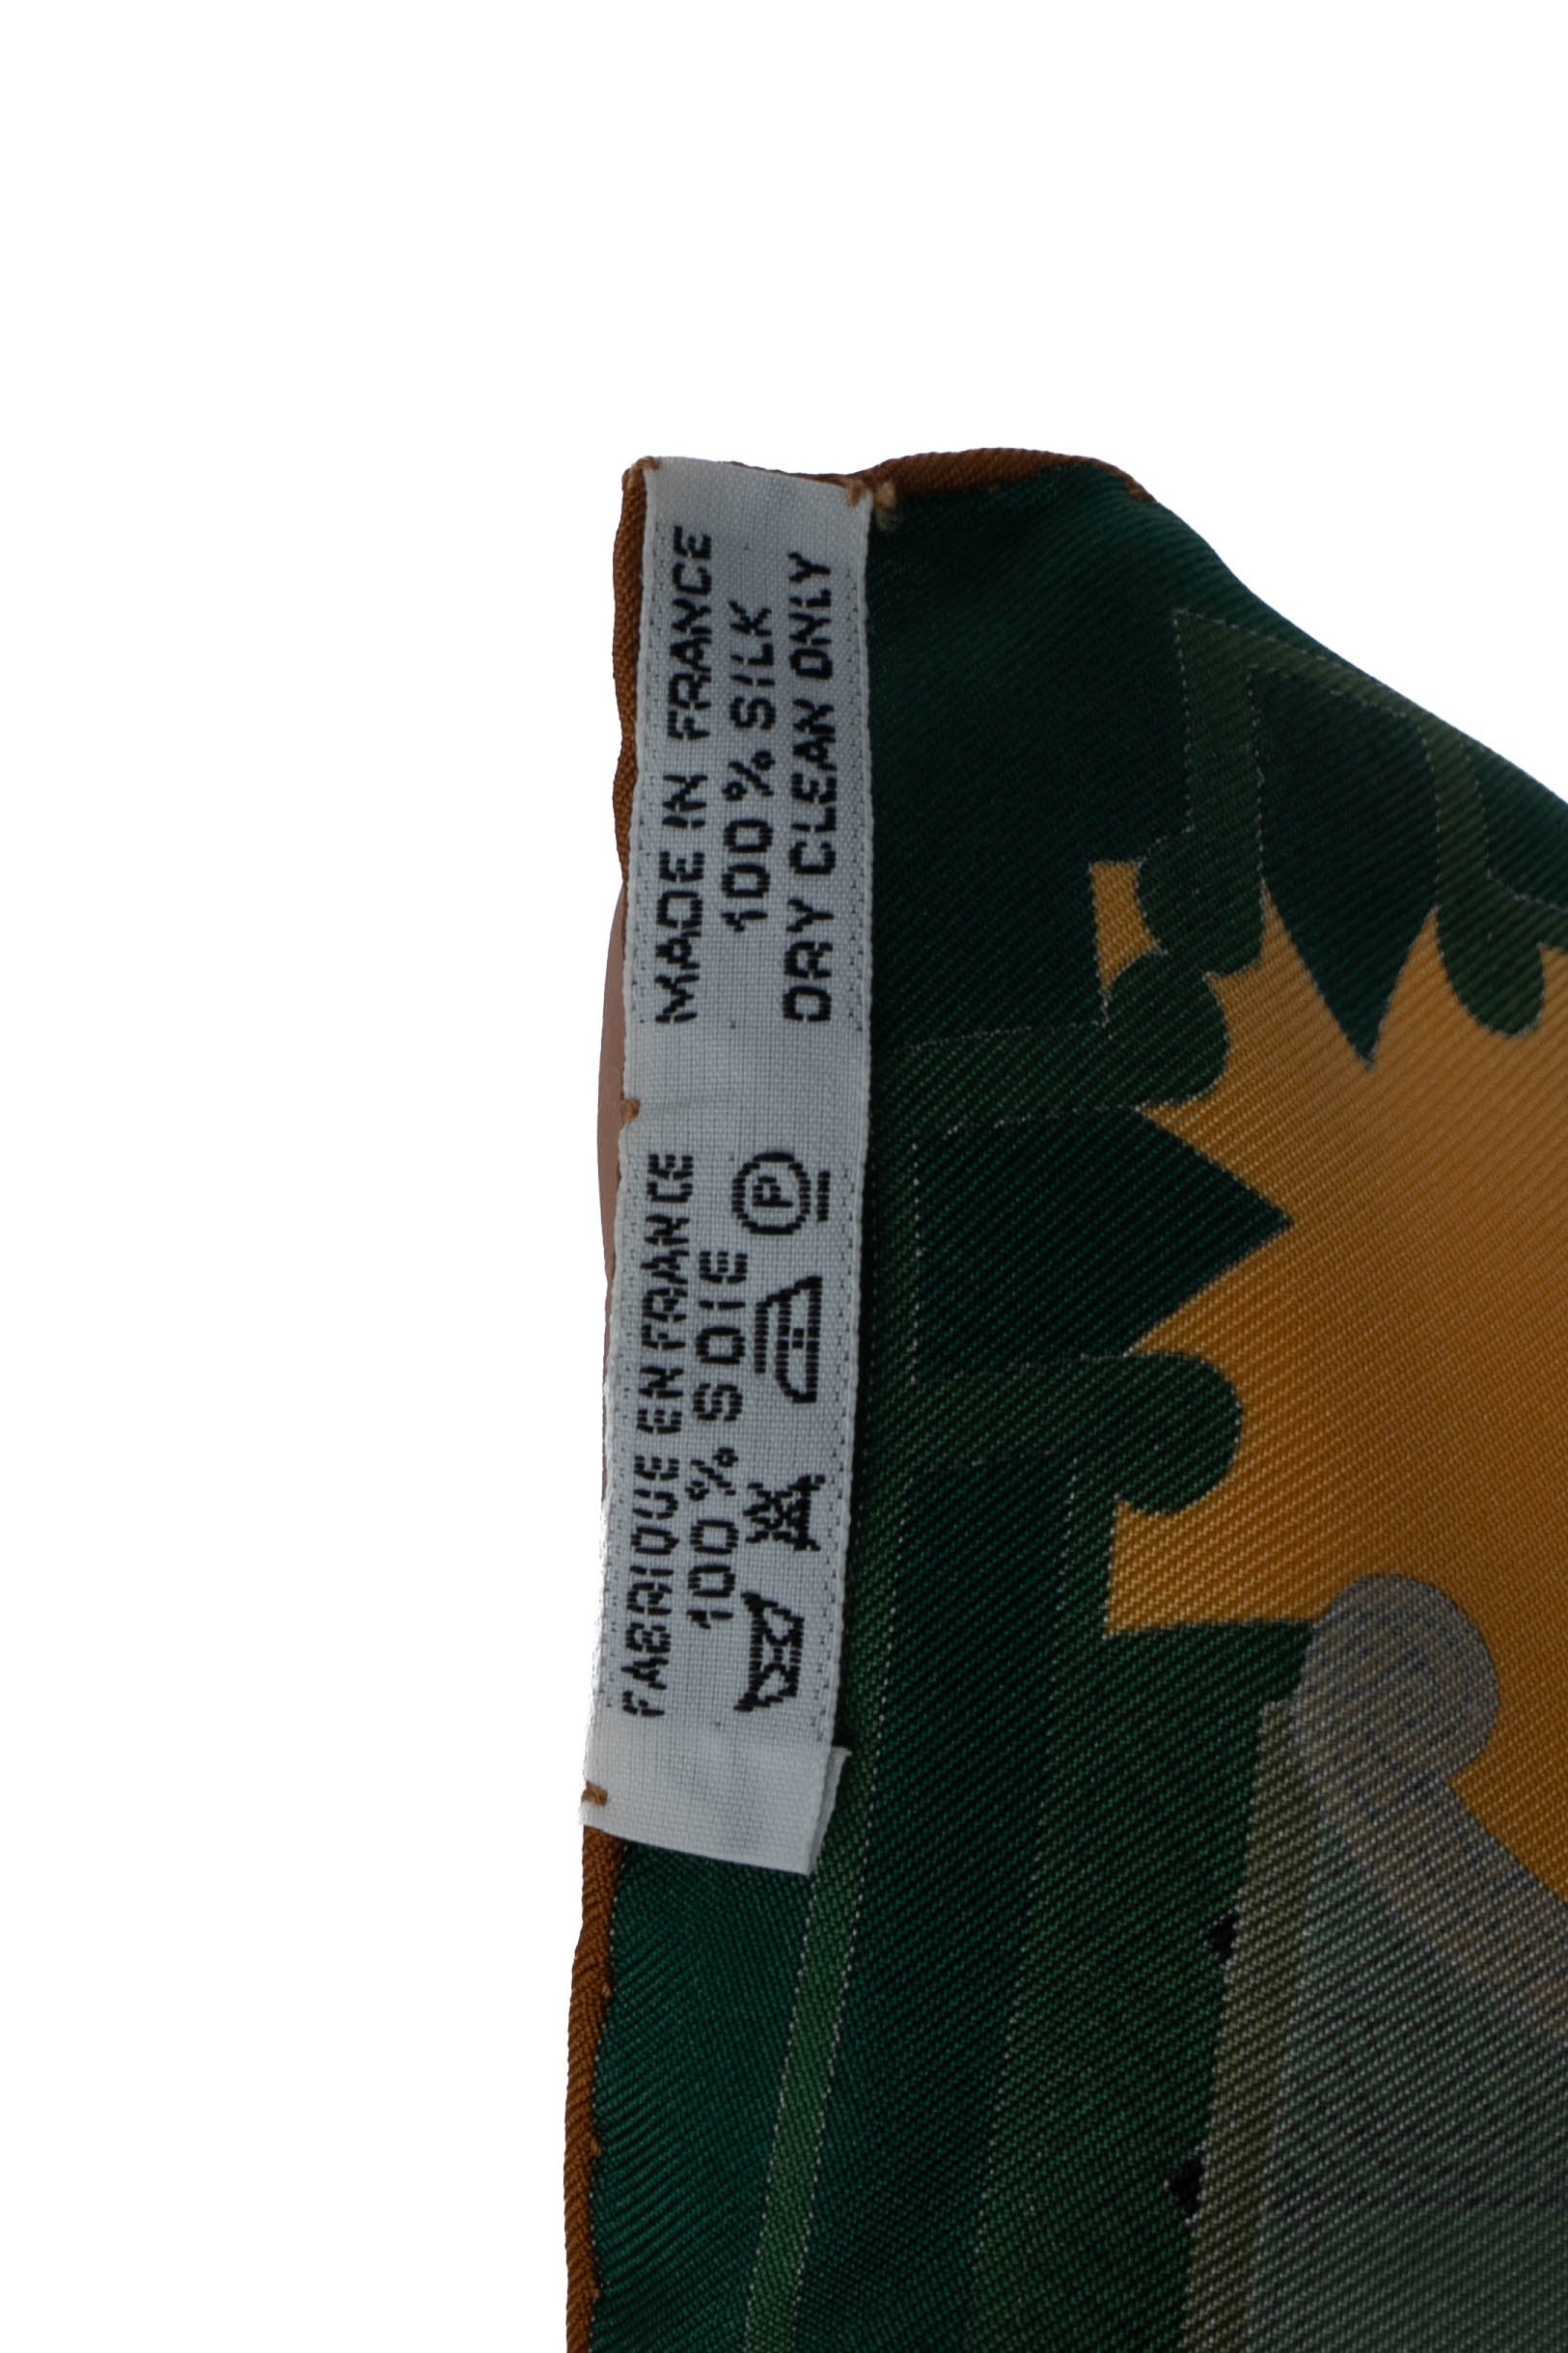 FABRIQUE EN FRANCE
100% SOIE
P
MADE IN FRANCE
100% SILK
DRY CLEAN ONLY